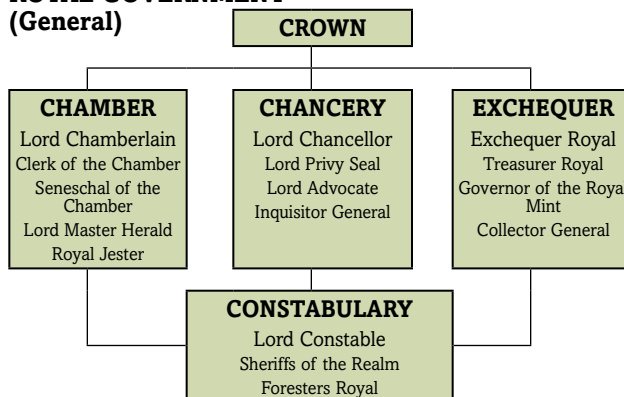 (General)
CROWN
CHAMBER
Lord Chamberlain
Clerk of the Chamber
Seneschal of the
Chamber
Lord Master Herald
Royal Jester
CHANCERY
Lord Chancellor
Lord Privy Seal
Lord Advocate
Inquisitor General
EXCHEQUER
Exchequer Royal
Treasurer Royal
Governor of the Royal
Mint
Collector General
CONSTABULARY
Lord Constable
Sheriffs of the Realm
Foresters Royal